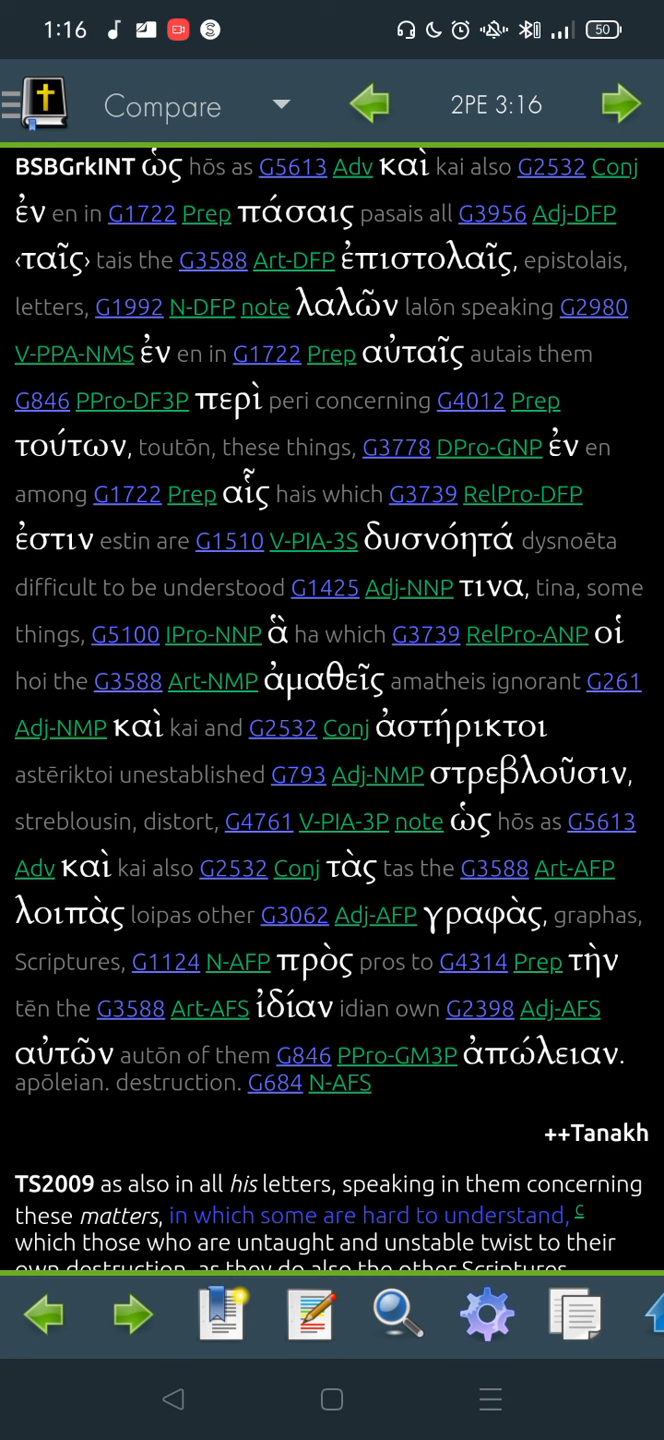 1:16 50
Compare 2PE 3:16
BSBGrkINT ὡς hōs as G5613 Adv καὶ kai also G2532 Conj
ἐν en in G1722 Prep πάσαις pasais all G3956 Adj-DFP
‹ταῖς› tais the G3588 Art-DFP ἐπιστολαῖς, epistolais,
letters, G1992 N-DFP note λαλῶν lalōn speaking G2980
V-PPA-NMS ἐν en in G1722 Prep αὐταῖς autais them
G846 PPro-DF3P περὶ peri concerning G4012 Prep
τούτων, toutōn, these things, G3778 DPro-GNP ἐν en
among G1722 Prep αἷς hais which G3739 RelPro-DFP
ἐστιν estin are G1510 V-PIA-3S δυσνόητά dysnoēta
difficult to be understood G1425 Adj-NNP τινα, tina, some
things, G5100 IPro-NNP ἃ ha which G3739 RelPro-ANP οἱ
hoi the G3588 Art-NMP ἀμαθεῖς amatheis ignorant G261
Adj-NMP καὶ kai and G2532 Conj ἀστήρικτοι
astēriktoi unestablished G793 Adj-NMP στρεβλοῦσιν,
streblousin, distort, G4761 V-PIA-3P note ὡς hōs as G5613
Adv καὶ kai also G2532 Conj τὰς tas the G3588 Art-AFP
λοιπὰς loipas other G3062 Adj-AFP γραφὰς, graphas,
Scriptures, G1124 N-AFP πρὸς pros to G4314 Prep τὴν
tēn the G3588 Art-AFS ἰδίαν idian own G2398 Adj-AFS
αὐτῶν autōn of them G846 PPro-GM3P ἀπώλειαν.
apōleian. destruction. G684 N-AFS
++Tanakh
TS2009 as also in all his letters, speaking in them concerning
these matters, in which some are hard to understand, c
which those who are untaught and unstable twist to their
own destruction, as they do also the other Scriptures